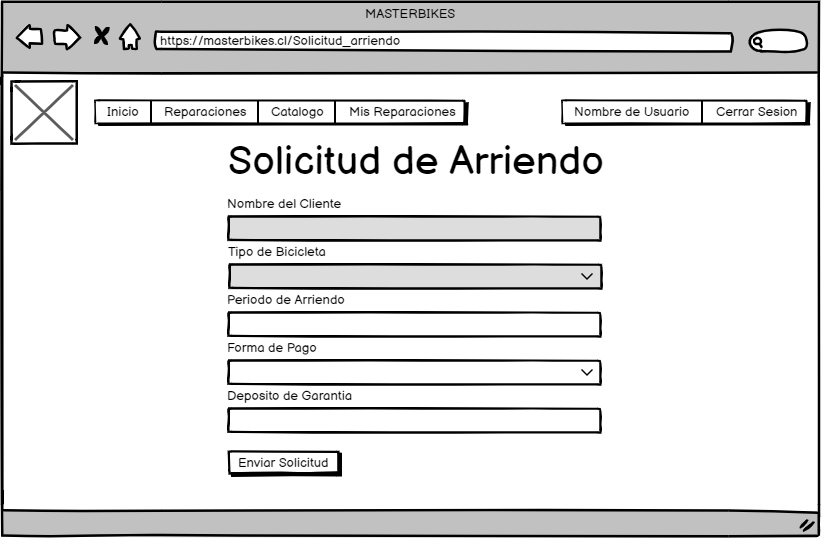 MASTERBIKES
https://masterbikes.cl/Solicitud_arriendo
Inicio Reparaciones Catalogo Mis Reparaciones Nombre de Usuario Cerrar Sesion
Solicitud de Arriendo
Nombre del Cliente
Tipo de Bicicleta
Periodo de Arriendo
Forma de Pago
Deposito de Garantia
Enviar Solicitud